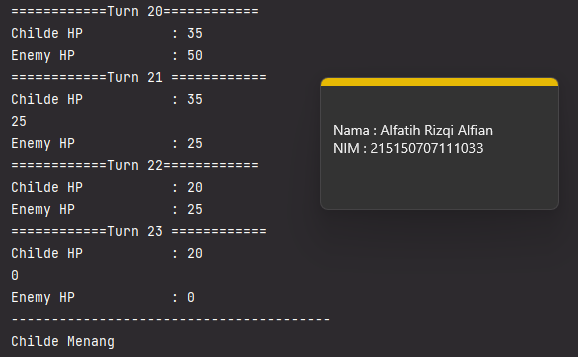 ============Turn 20============
Childe HP : 35
Enemy HP : 50
============Turn 21 ============
Childe HP : 35
25
Enemy HP : 25
============Turn 22============
Childe HP : 20
Enemy HP : 25
============Turn 23 ============
Childe HP : 20
0
Enemy HP : 0
----------------------------------------
Childe Menang
Nama : Alfatih Rizqi Alfian
NIM : 215150707111033